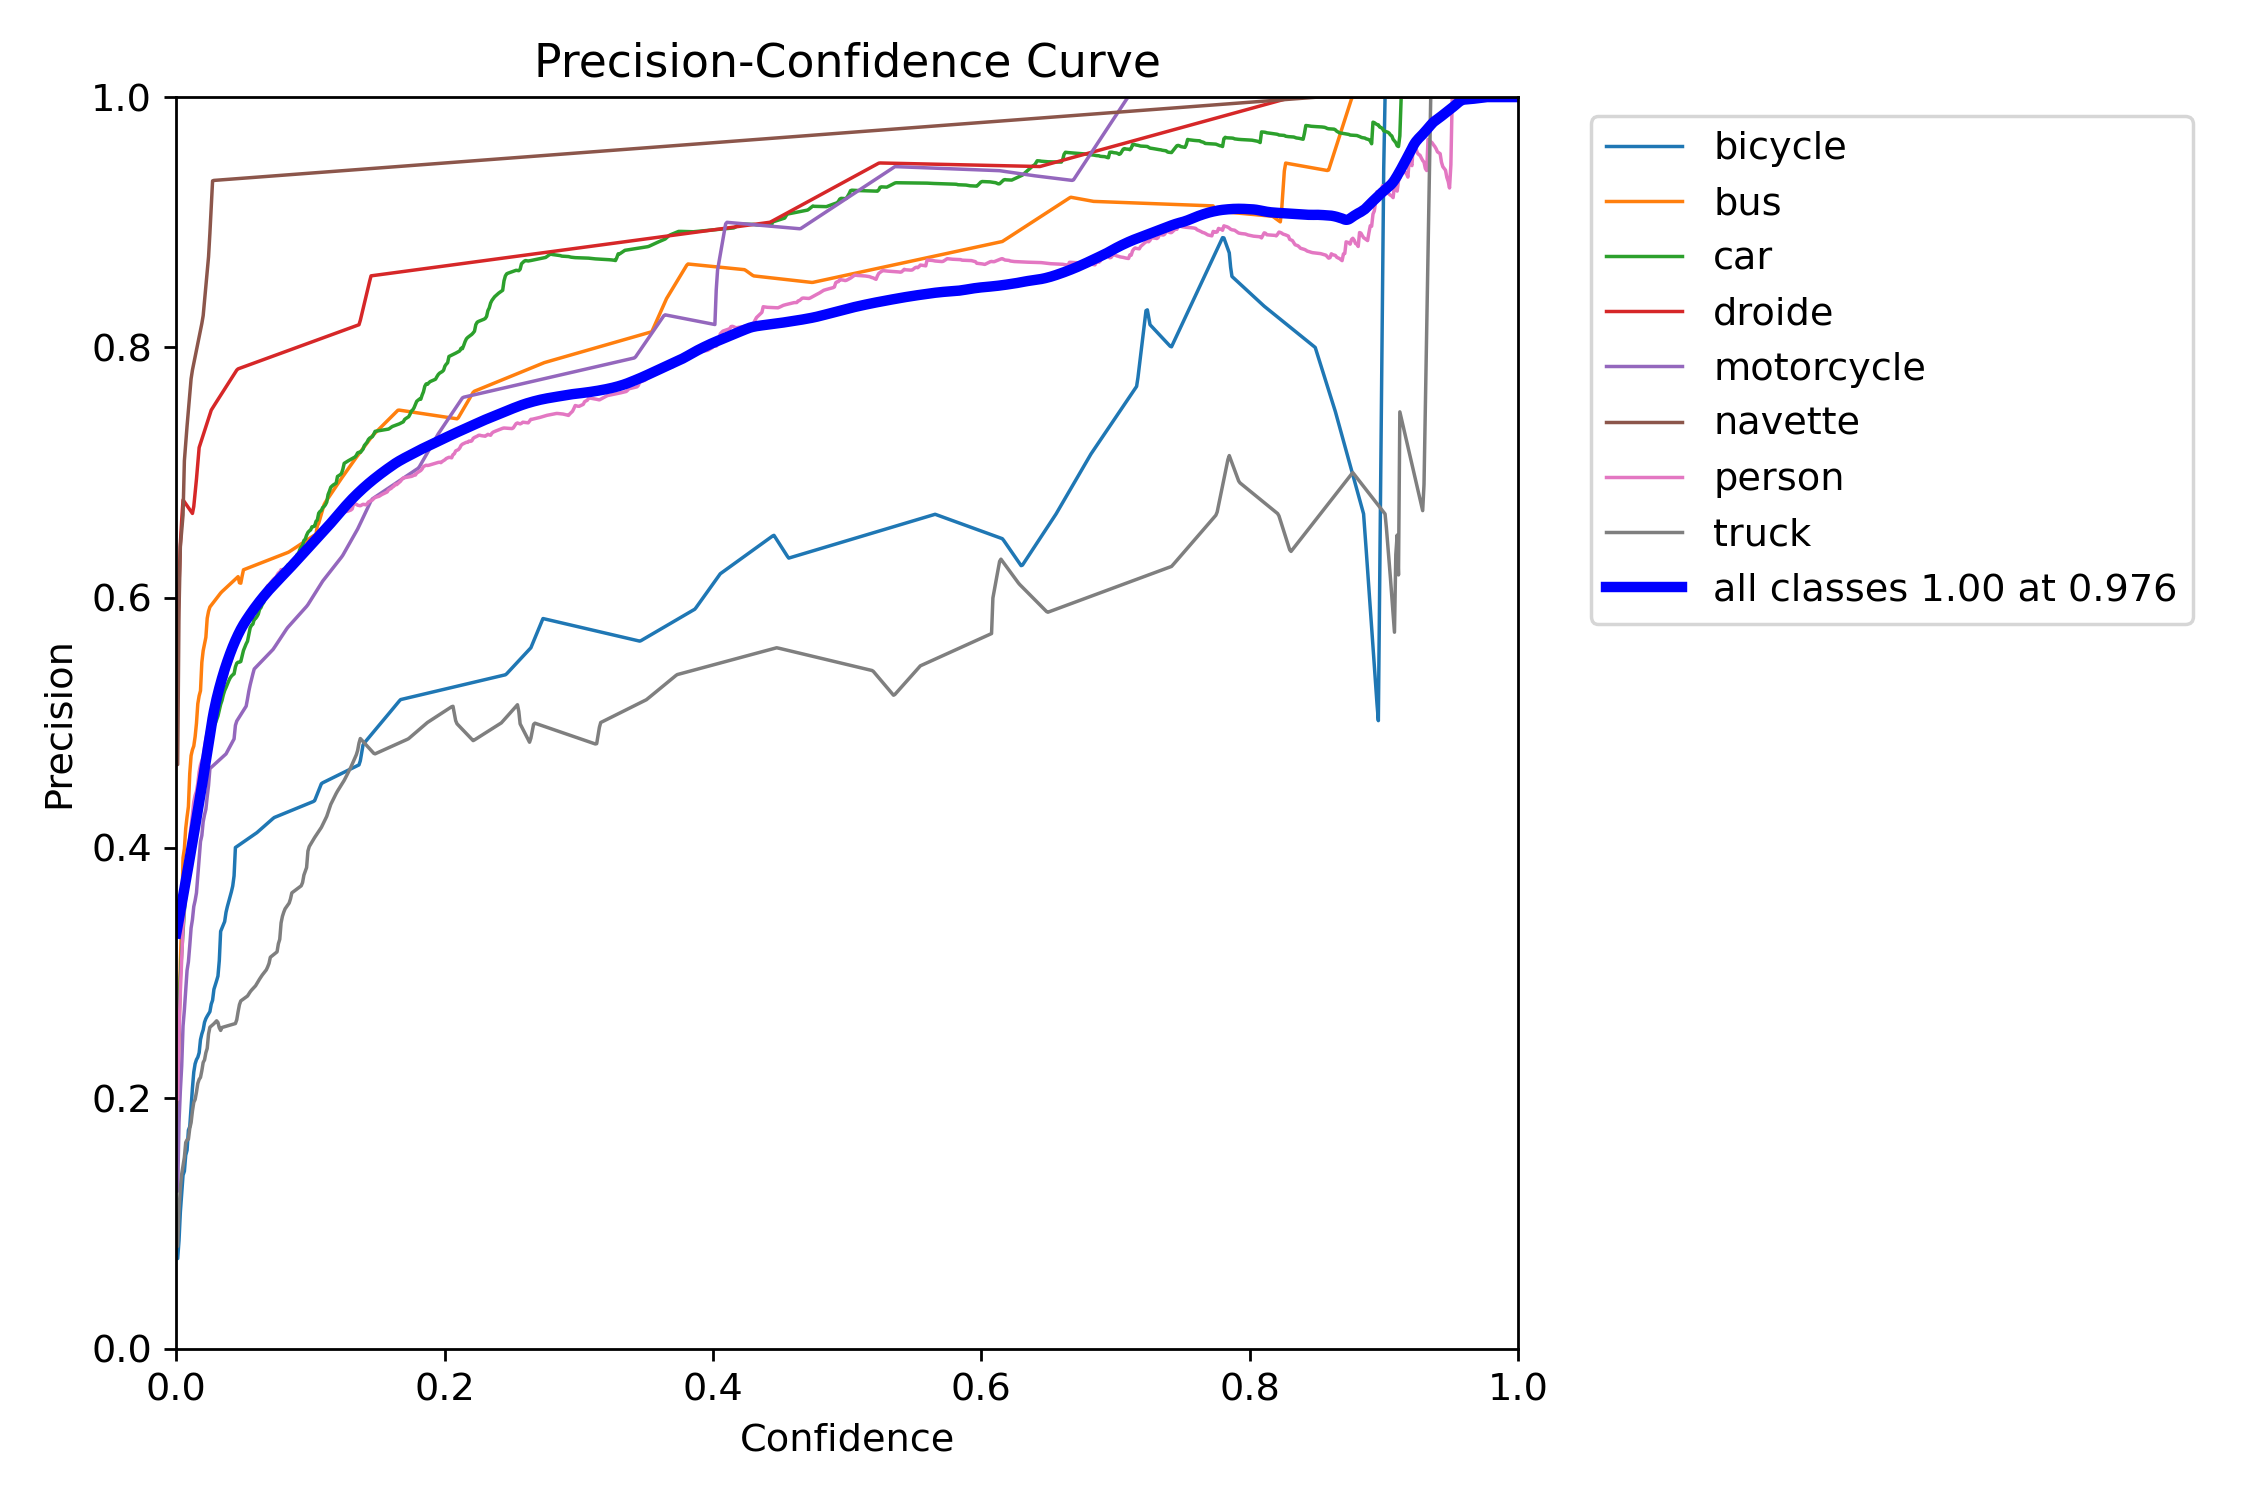 Precision-Confidence Curve
1.0
0.8
0.6
0.4
0.2
0.0
Precision
0.0 0.2 0.4 0.6 0.8 1.0
Confidence
bicycle
bus
car
droide
motorcycle
navette
person
truck
all classes 1.00 at 0.976